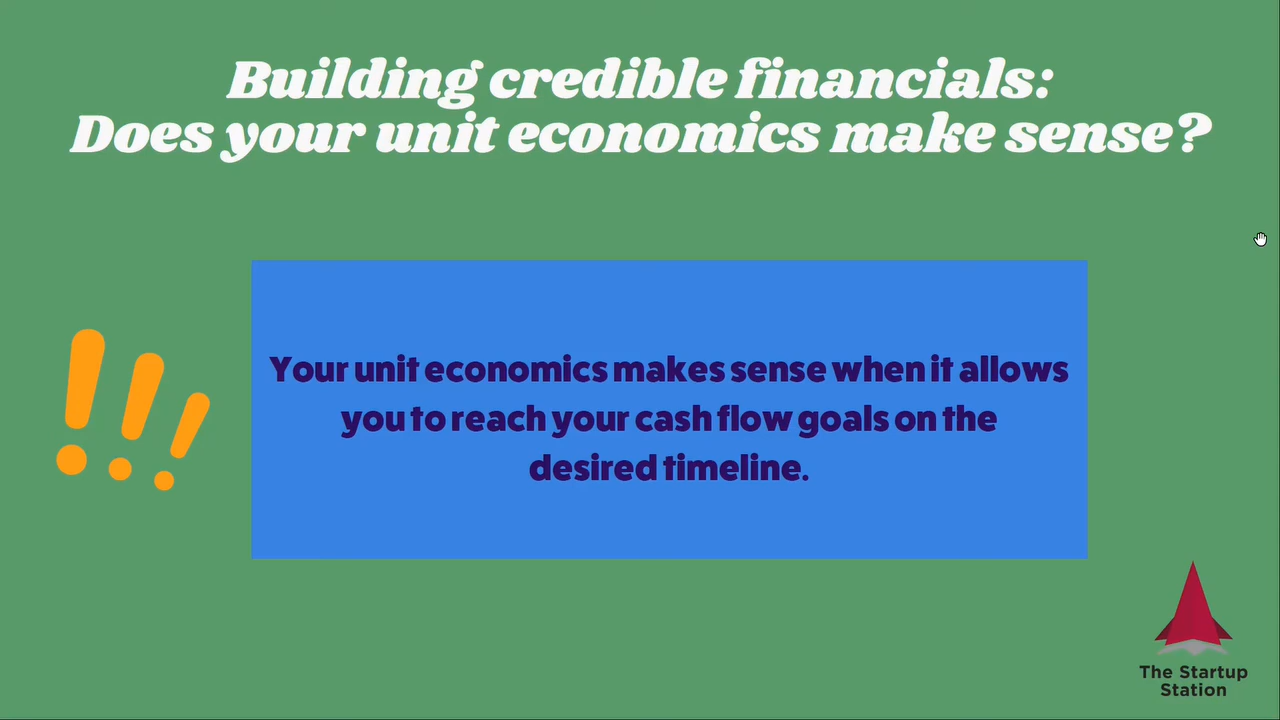 Building credible financials:
Does your unit economics make sense?
Your unit economics makes sense when it allows
you to reach your cash flow goals on the
desired timeline.
The Startup
Station